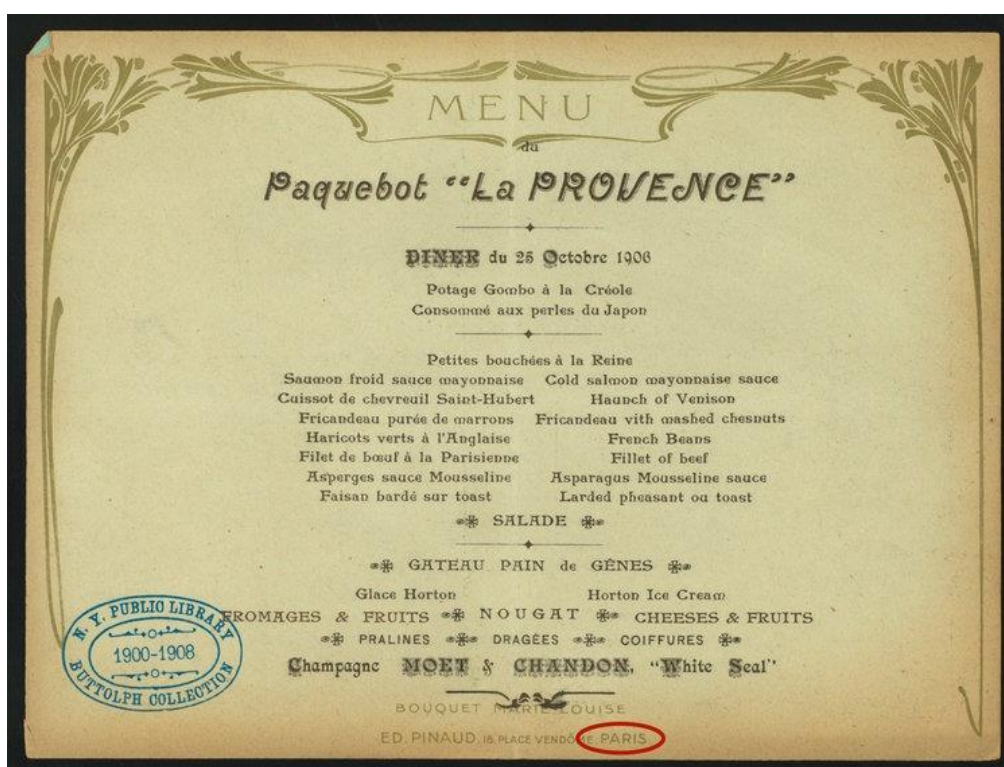 MENU
du
Paquebot “La PROVENCE”
DINER du 25 Octobre 1906
Potage Gombo à la Créole
Consommé aux perles du Japon
Petites bouchées à la Reine
Saumon froid sauce mayonnaise Cold salmon mayonnaise sauce
Cuissot de chevreuil Saint-Hubert Haunch of Venison
Fricandeau purée de marrons Fricandeau vith mashed chesnuts
Haricots verts à l'Anglaise French Beans
Filet de bœuf à la Parisienne Fillet of beef
Asperges sauce Mousseline Asparagus Mousseline sauce
Faisan bardé sur toast Larded pheasant ou toast
SALADE
GATEAU PAIN de GÊNES
Glace Horton Horton Ice Cream
FROMAGES & FRUITS NOUGAT CHEESES & FRUITS
PRALINES DRAGÉES COIFFURES
Champagne MOET & CHANDON, “White Seal”
BOUQUET MARIE-LOUISE
ED. PINAUD, 18, PLACE VENDÔME, PARIS
N. Y. PUBLIC LIBRARY
1900-1908
BUTTOLPH COLLECTION